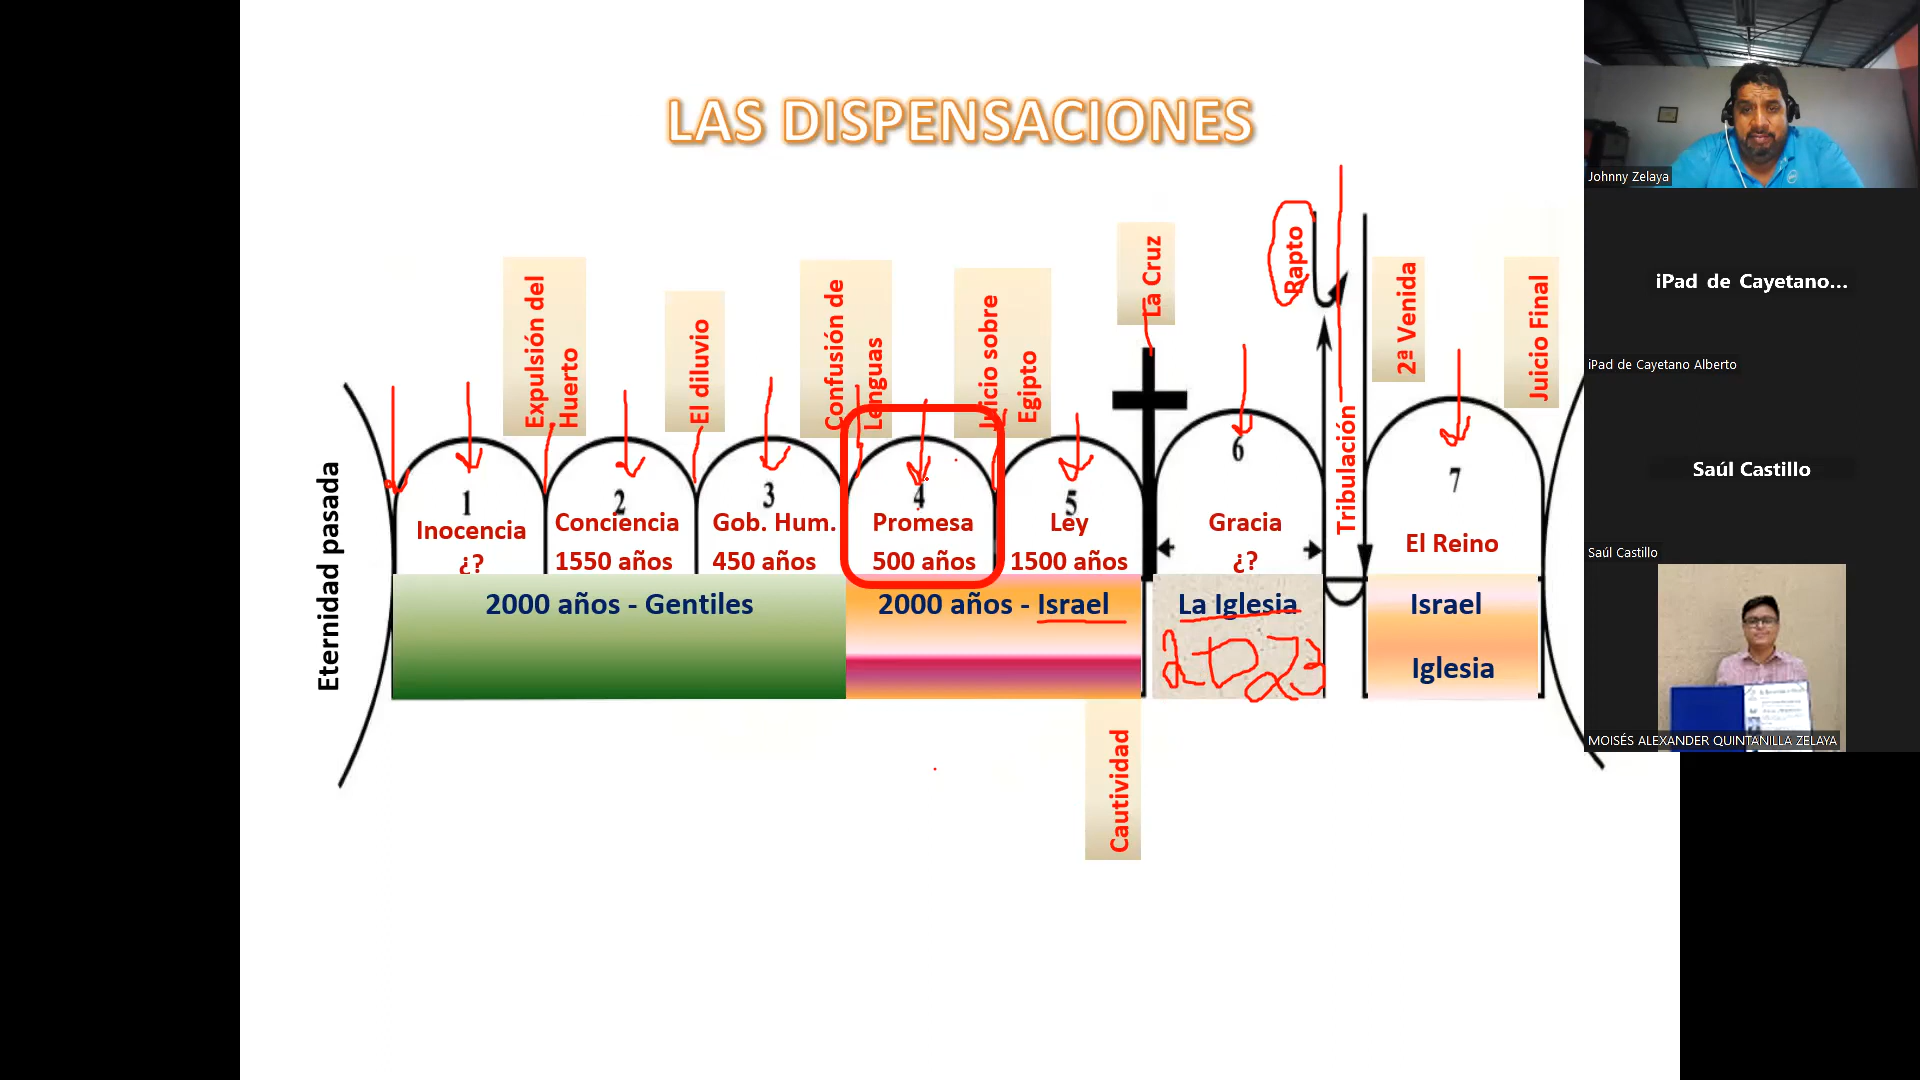 LAS DISPENSACIONES
Eternidad pasada
Expulsión del
Huerto
El diluvio
Confusión de
Lenguas
Juicio sobre
Egipto
La Cruz
Rapto
Tribulación
2ª Venida
Juicio Final
1
Inocencia
¿?
2
Conciencia
1550 años
3
Gob. Hum.
450 años
4
Promesa
500 años
5
Ley
1500 años
6
Gracia
¿?
7
El Reino
2000 años - Gentiles
2000 años - Israel
La Iglesia
Israel
Iglesia
Cautividad
Johnny Zelaya
iPad de Cayetano...
iPad de Cayetano Alberto
Saúl Castillo
Saúl Castillo
MOISÉS ALEXANDER QUINTANILLA ZELAYA